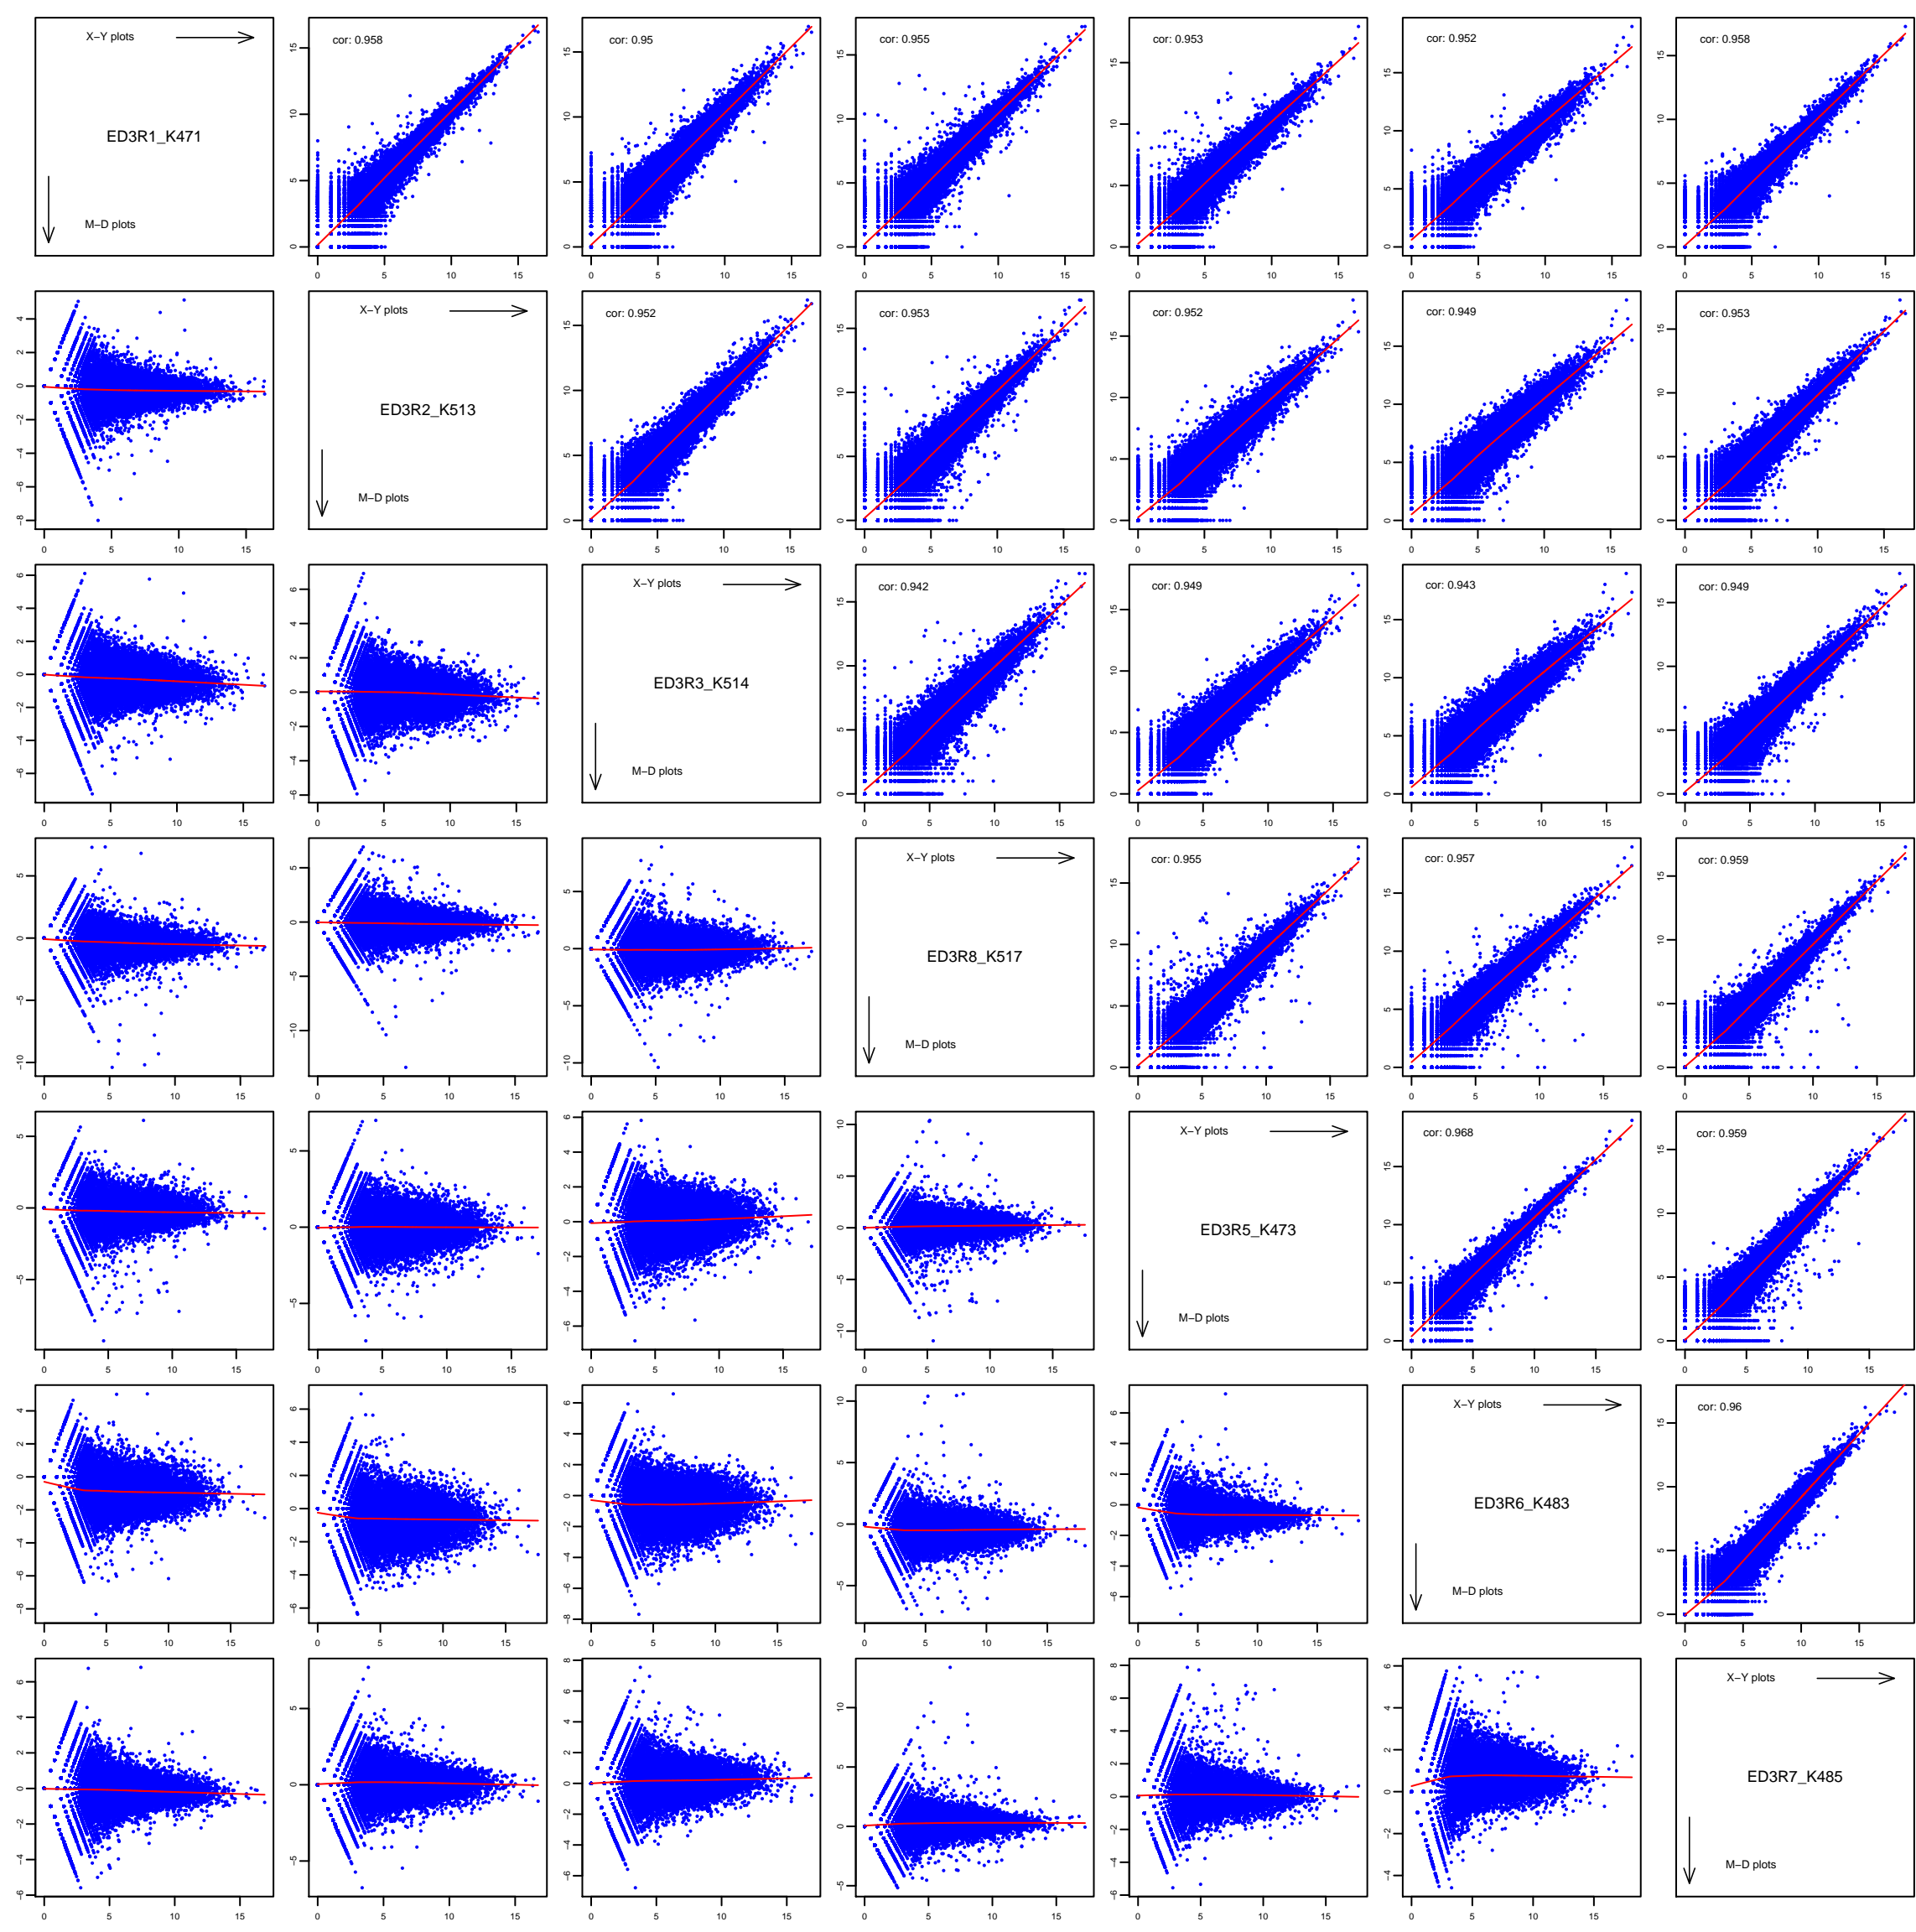 X−Y plots
ED3R1_K471
M−D plots
cor: 0.958
cor: 0.95
cor: 0.955
cor: 0.953
cor: 0.952
cor: 0.958
X−Y plots
ED3R2_K513
M−D plots
cor: 0.952
cor: 0.953
cor: 0.952
cor: 0.949
cor: 0.953
X−Y plots
ED3R3_K514
M−D plots
cor: 0.942
cor: 0.949
cor: 0.943
cor: 0.949
X−Y plots
ED3R8_K517
M−D plots
cor: 0.955
cor: 0.957
cor: 0.959
X−Y plots
ED3R5_K473
M−D plots
cor: 0.968
cor: 0.959
X−Y plots
ED3R6_K483
M−D plots
cor: 0.96
X−Y plots
ED3R7_K485
M−D plots